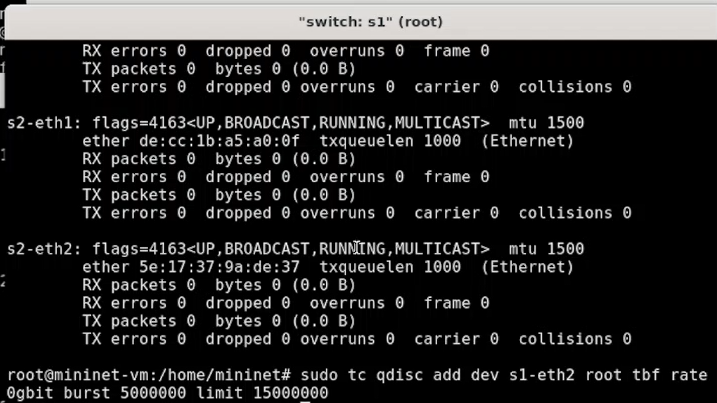 "switch: s1" (root)
RX errors 0  dropped 0  overruns 0  frame 0
TX packets 0  bytes 0 (0.0 B)
TX errors 0  dropped 0 overruns 0  carrier 0  collisions 0
s2-eth1: flags=4163<UP,BROADCAST,RUNNING,MULTICAST>  mtu 1500
ether de:cc:1b:a5:a0:0f  txqueuelen 1000  (Ethernet)
RX packets 0  bytes 0 (0.0 B)
RX errors 0  dropped 0  overruns 0  frame 0
TX packets 0  bytes 0 (0.0 B)
TX errors 0  dropped 0 overruns 0  carrier 0  collisions 0
s2-eth2: flags=4163<UP,BROADCAST,RUNNING,MULTICAST>  mtu 1500
ether 5e:17:37:9a:de:37  txqueuelen 1000  (Ethernet)
RX packets 0  bytes 0 (0.0 B)
RX errors 0  dropped 0  overruns 0  frame 0
TX packets 0  bytes 0 (0.0 B)
TX errors 0  dropped 0 overruns 0  carrier 0  collisions 0
root@mininet-vm:/home/mininet# sudo tc qdisc add dev s1-eth2 root tbf rate
0gbit burst 5000000 limit 15000000